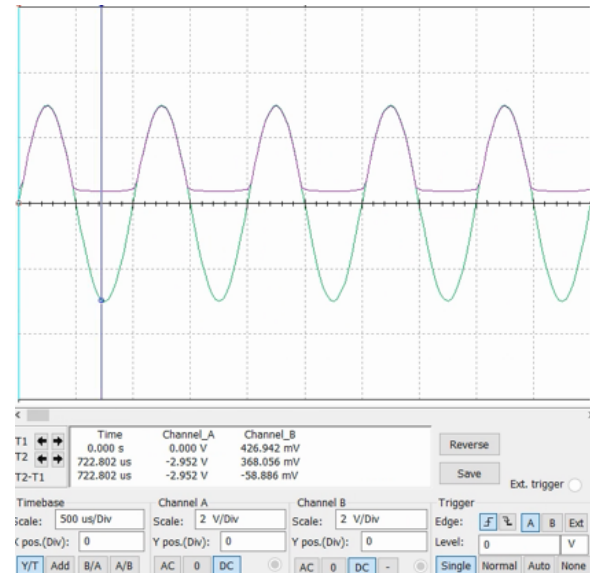 Time Channel_A Channel_B
T1 0.000 s 0.000 V 426.942 mV
T2 722.802 us -2.952 V 368.056 mV
T2-T1 722.802 us -2.952 V -58.886 mV
Reverse
Save
Ext. trigger
Timebase
Scale: 500 us/Div
X pos.(Div): 0
Y/T Add B/A A/B
Channel A
Scale: 2 V/Div
Y pos.(Div): 0
AC 0 DC
Channel B
Scale: 2 V/Div
Y pos.(Div): 0
AC 0 DC -
Trigger
Edge: A B Ext
Level: 0 V
Single Normal Auto None